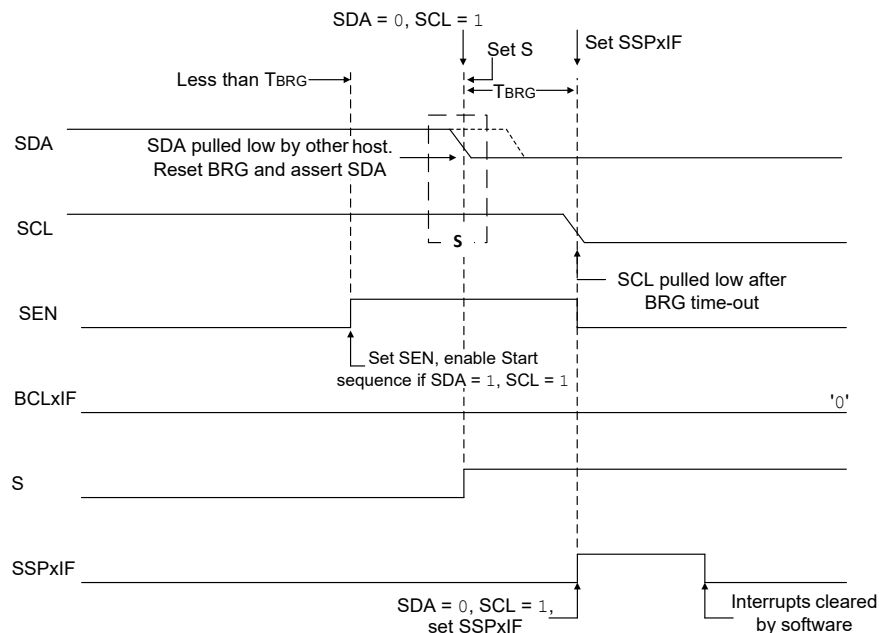 SDA = 0, SCL = 1
Set S
Set SSPxIF
Less than TBRG
TBRG
SDA
SDA pulled low by other host.
Reset BRG and assert SDA
SCL
S
SCL pulled low after
BRG time-out
SEN
Set SEN, enable Start
sequence if SDA = 1, SCL = 1
BCLxIF
'0'
S
SSPxIF
SDA = 0, SCL = 1,
set SSPxIF
Interrupts cleared
by software